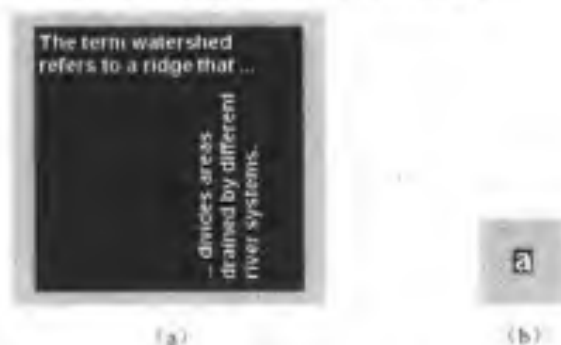 The term watershed
refers to a ridge that ...
... divides areas
drained by different
river systems.
a
(a)
(b)